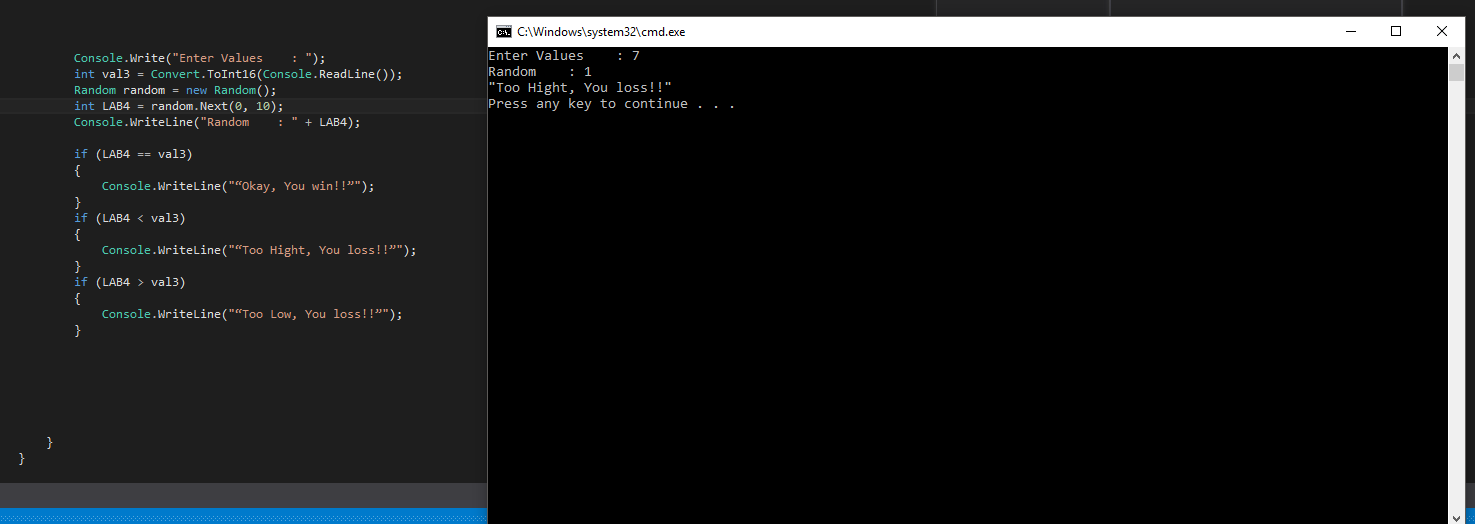 Console.Write("Enter Values    : ");
int val3 = Convert.ToInt16(Console.ReadLine());
Random random = new Random();
int LAB4 = random.Next(0, 10);
Console.WriteLine("Random    : " + LAB4);
if (LAB4 == val3)
{
Console.WriteLine("“Okay, You win!!”");
}
if (LAB4 < val3)
{
Console.WriteLine("“Too Hight, You loss!!”");
}
if (LAB4 > val3)
{
Console.WriteLine("“Too Low, You loss!!”");
}
}
}
C:\Windows\system32\cmd.exe
Enter Values    : 7
Random    : 1
"Too Hight, You loss!!"
Press any key to continue . . .